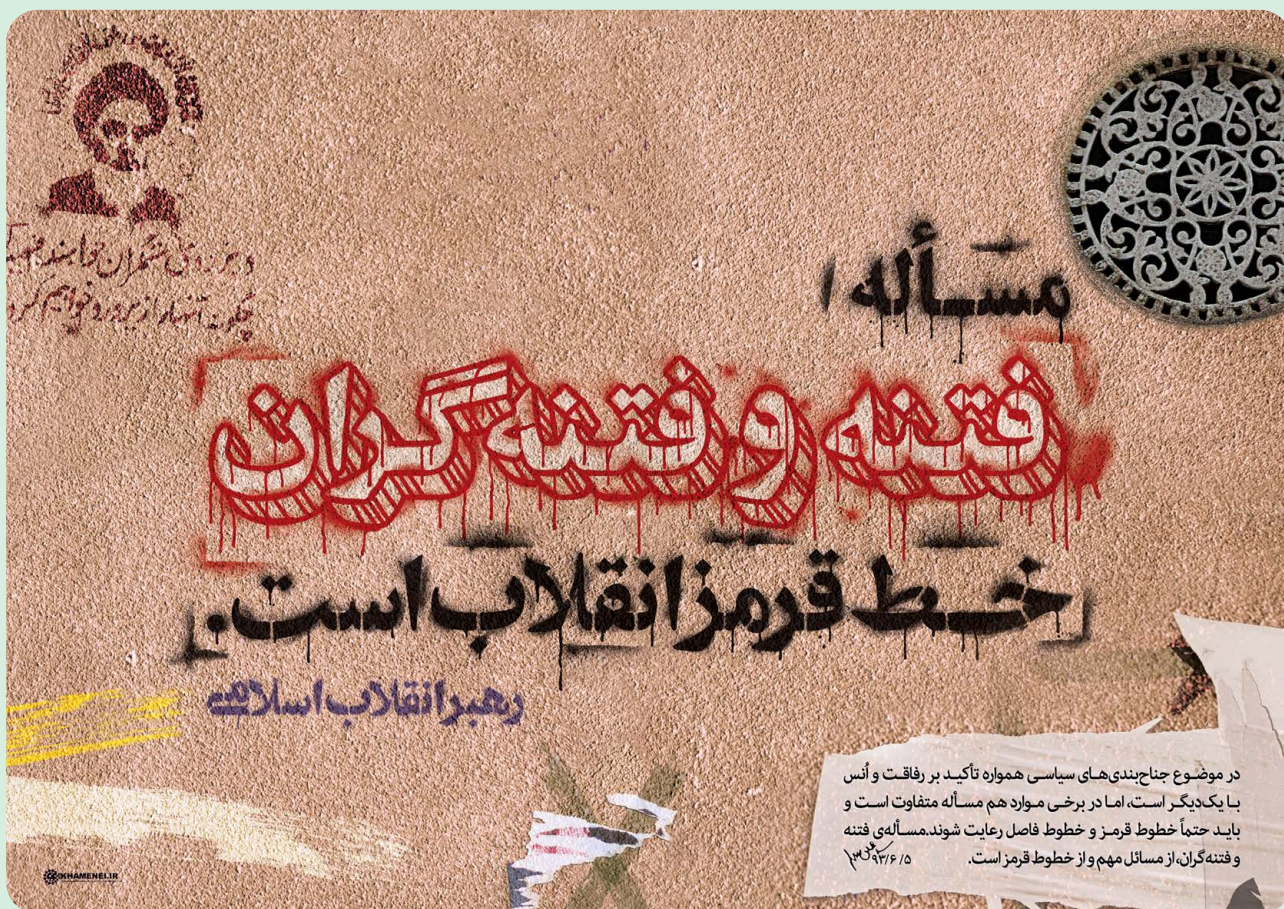 مسأله‌ا
فتنه و فتنه گران
خط قرمز انقلاب است.
رهبر انقلاب اسلامی
در موضوع جناح‌بندی‌های سیاسی همواره تأکید بر رفاقت و اُنس
با یک‌دیگر است، اما در برخی موارد هم مسأله متفاوت است و
باید حتماً خطوط قرمز و خطوط فاصل رعایت شوند. مسأله‌ی فتنه
و فتنه‌گران، از مسائل مهم و از خطوط قرمز است. ۹۳/۶/۵
KHAMENEI.IR